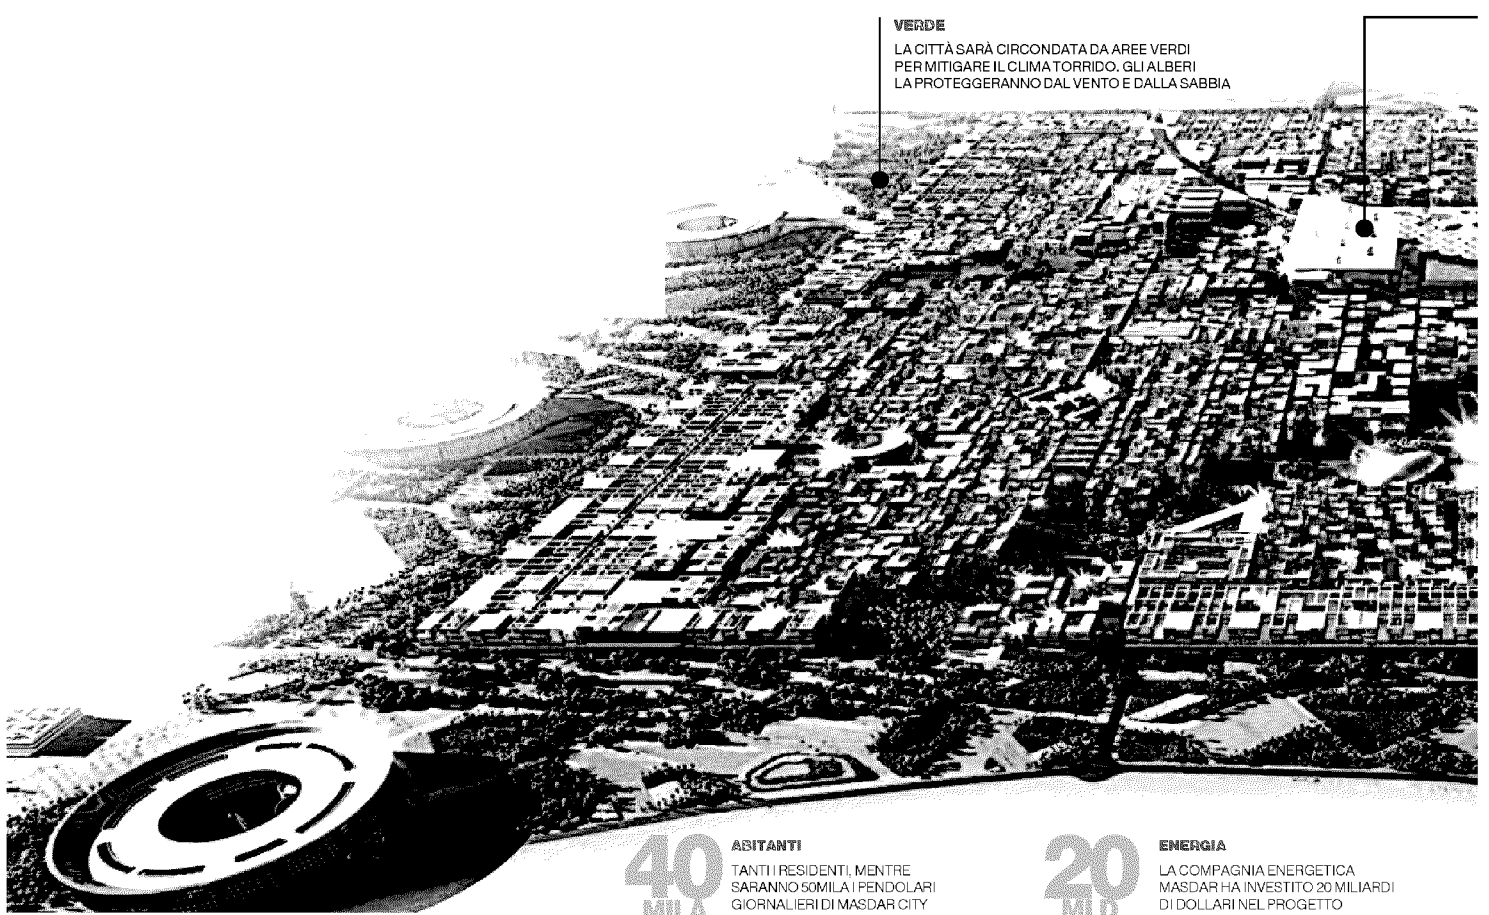 VERDE
LA CITTÀ SARÀ CIRCONDATA DA AREE VERDI
PER MITIGARE IL CLIMA TORRIDO. GLI ALBERI
LA PROTEGGERANNO DAL VENTO E DALLA SABBIA
40
MILA
ABITANTI
TANTI I RESIDENTI, MENTRE
SARANNO 50MILA I PENDOLARI
GIORNALIERI DI MASDAR CITY
20
MLD
ENERGIA
LA COMPAGNIA ENERGETICA
MASDAR HA INVESTITO 20 MILIARDI
DI DOLLARI NEL PROGETTO